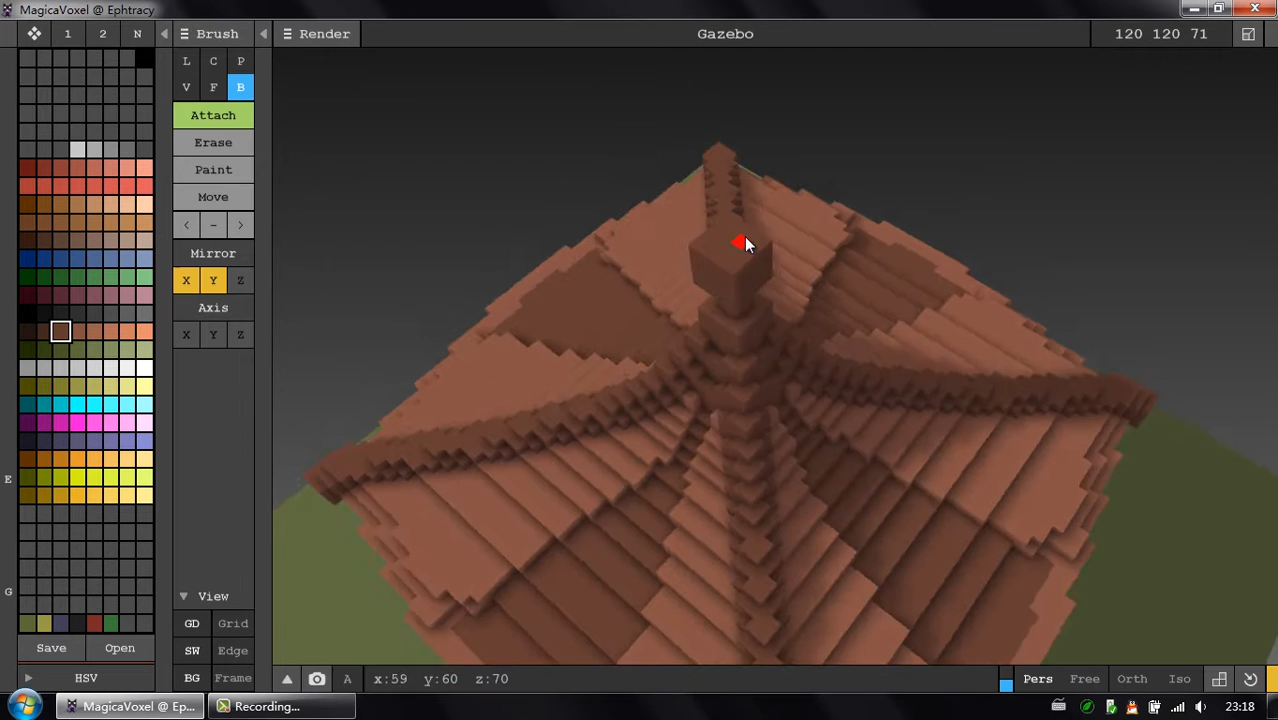 MagicaVoxel @ Ephtracy
1 2 N
Brush
Render
Gazebo
120 120 71
L C P
V F B
Attach
Erase
Paint
Move
< - >
Mirror
X Y Z
Axis
X Y Z
E
G
View
GD Grid
SW Edge
BG Frame
Save Open
HSV
A x:59 y:60 z:70
Pers Free Orth Iso
MagicaVoxel @ Ep...
Recording...
23:18